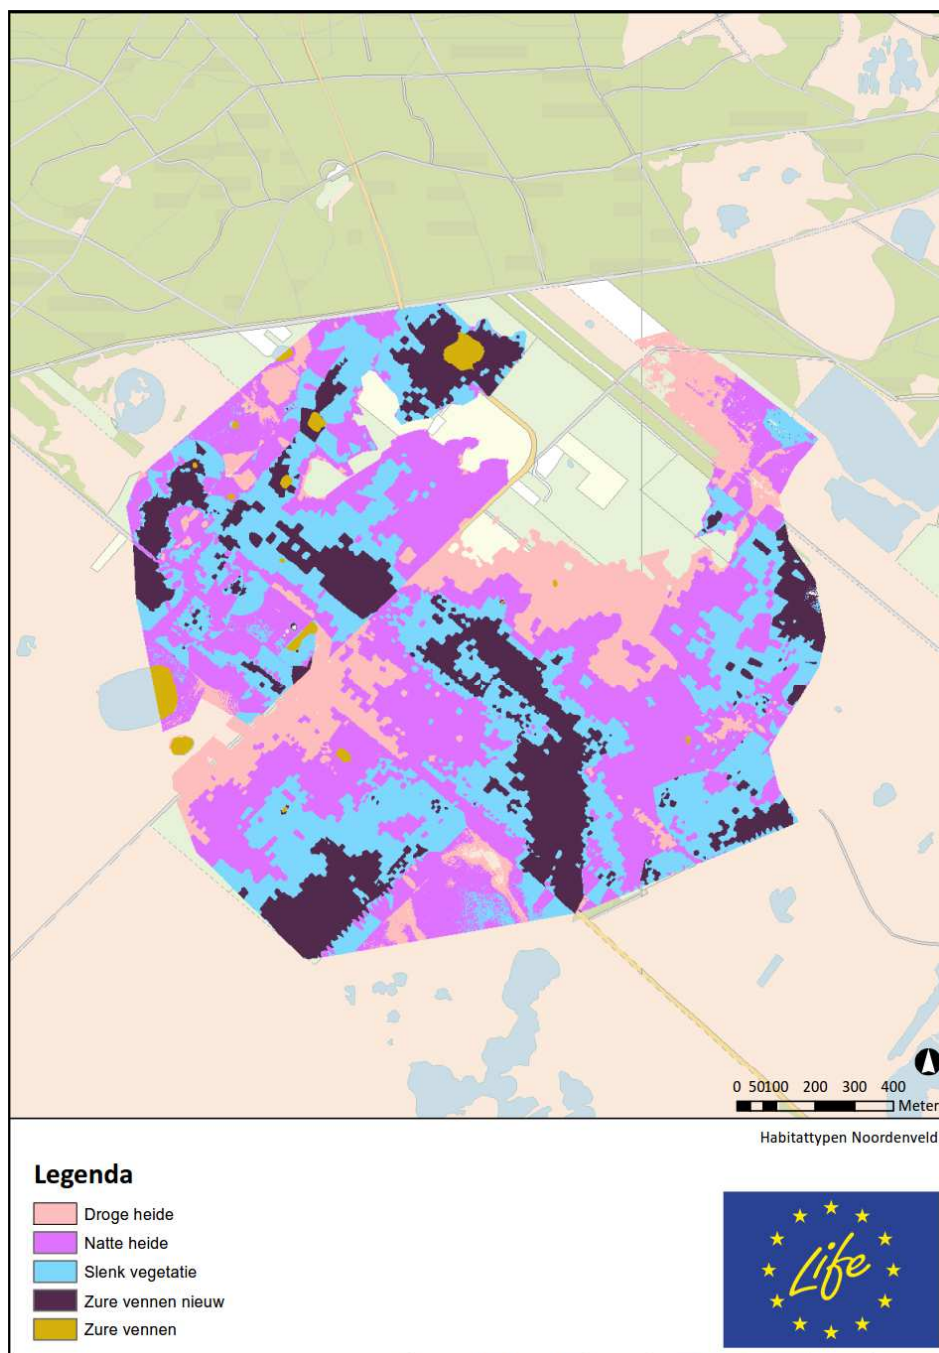 0 50100 200 300 400
Meter
Habitattypen Noordenveld
Legenda
Droge heide
Natte heide
Slenk vegetatie
Zure vennen nieuw
Zure vennen
Life